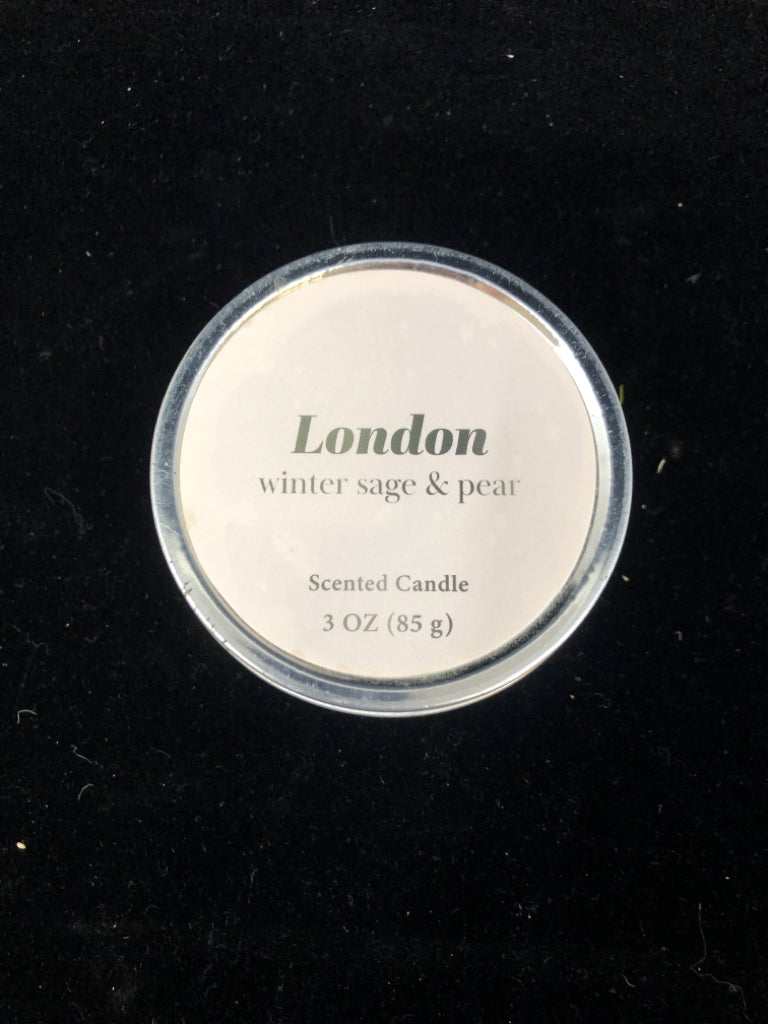 London
winter sage & pear
Scented Candle
3 OZ (85 g)